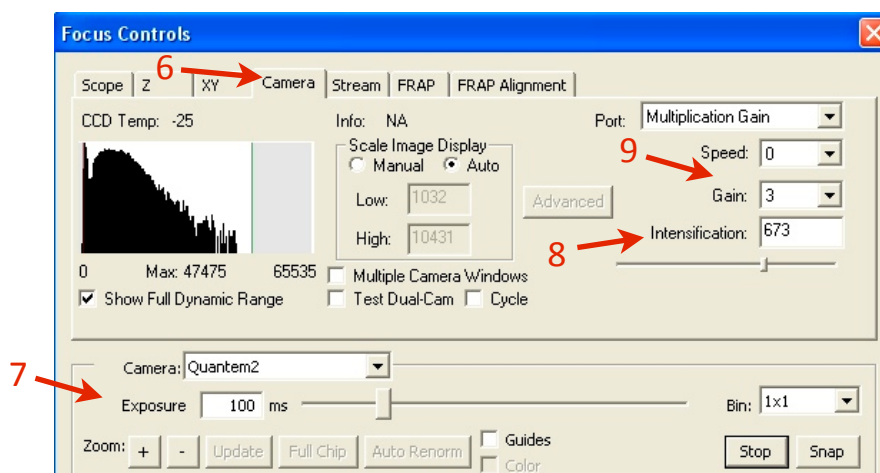 Focus Controls
6
Scope Z XY Camera Stream FRAP FRAP Alignment
CCD Temp: -25
Info: NA
Port: Multiplication Gain
Scale Image Display
Manual Auto
9
Speed: 0
Low: 1032
Advanced
Gain: 3
High: 10431
8
Intensification: 673
0 Max: 47475 65535
Multiple Camera Windows
Show Full Dynamic Range
Test Dual-Cam Cycle
7
Camera: Quantem2
Exposure 100 ms
Bin: 1x1
Zoom: + - Update Full Chip Auto Renorm
Guides
Color
Stop Snap